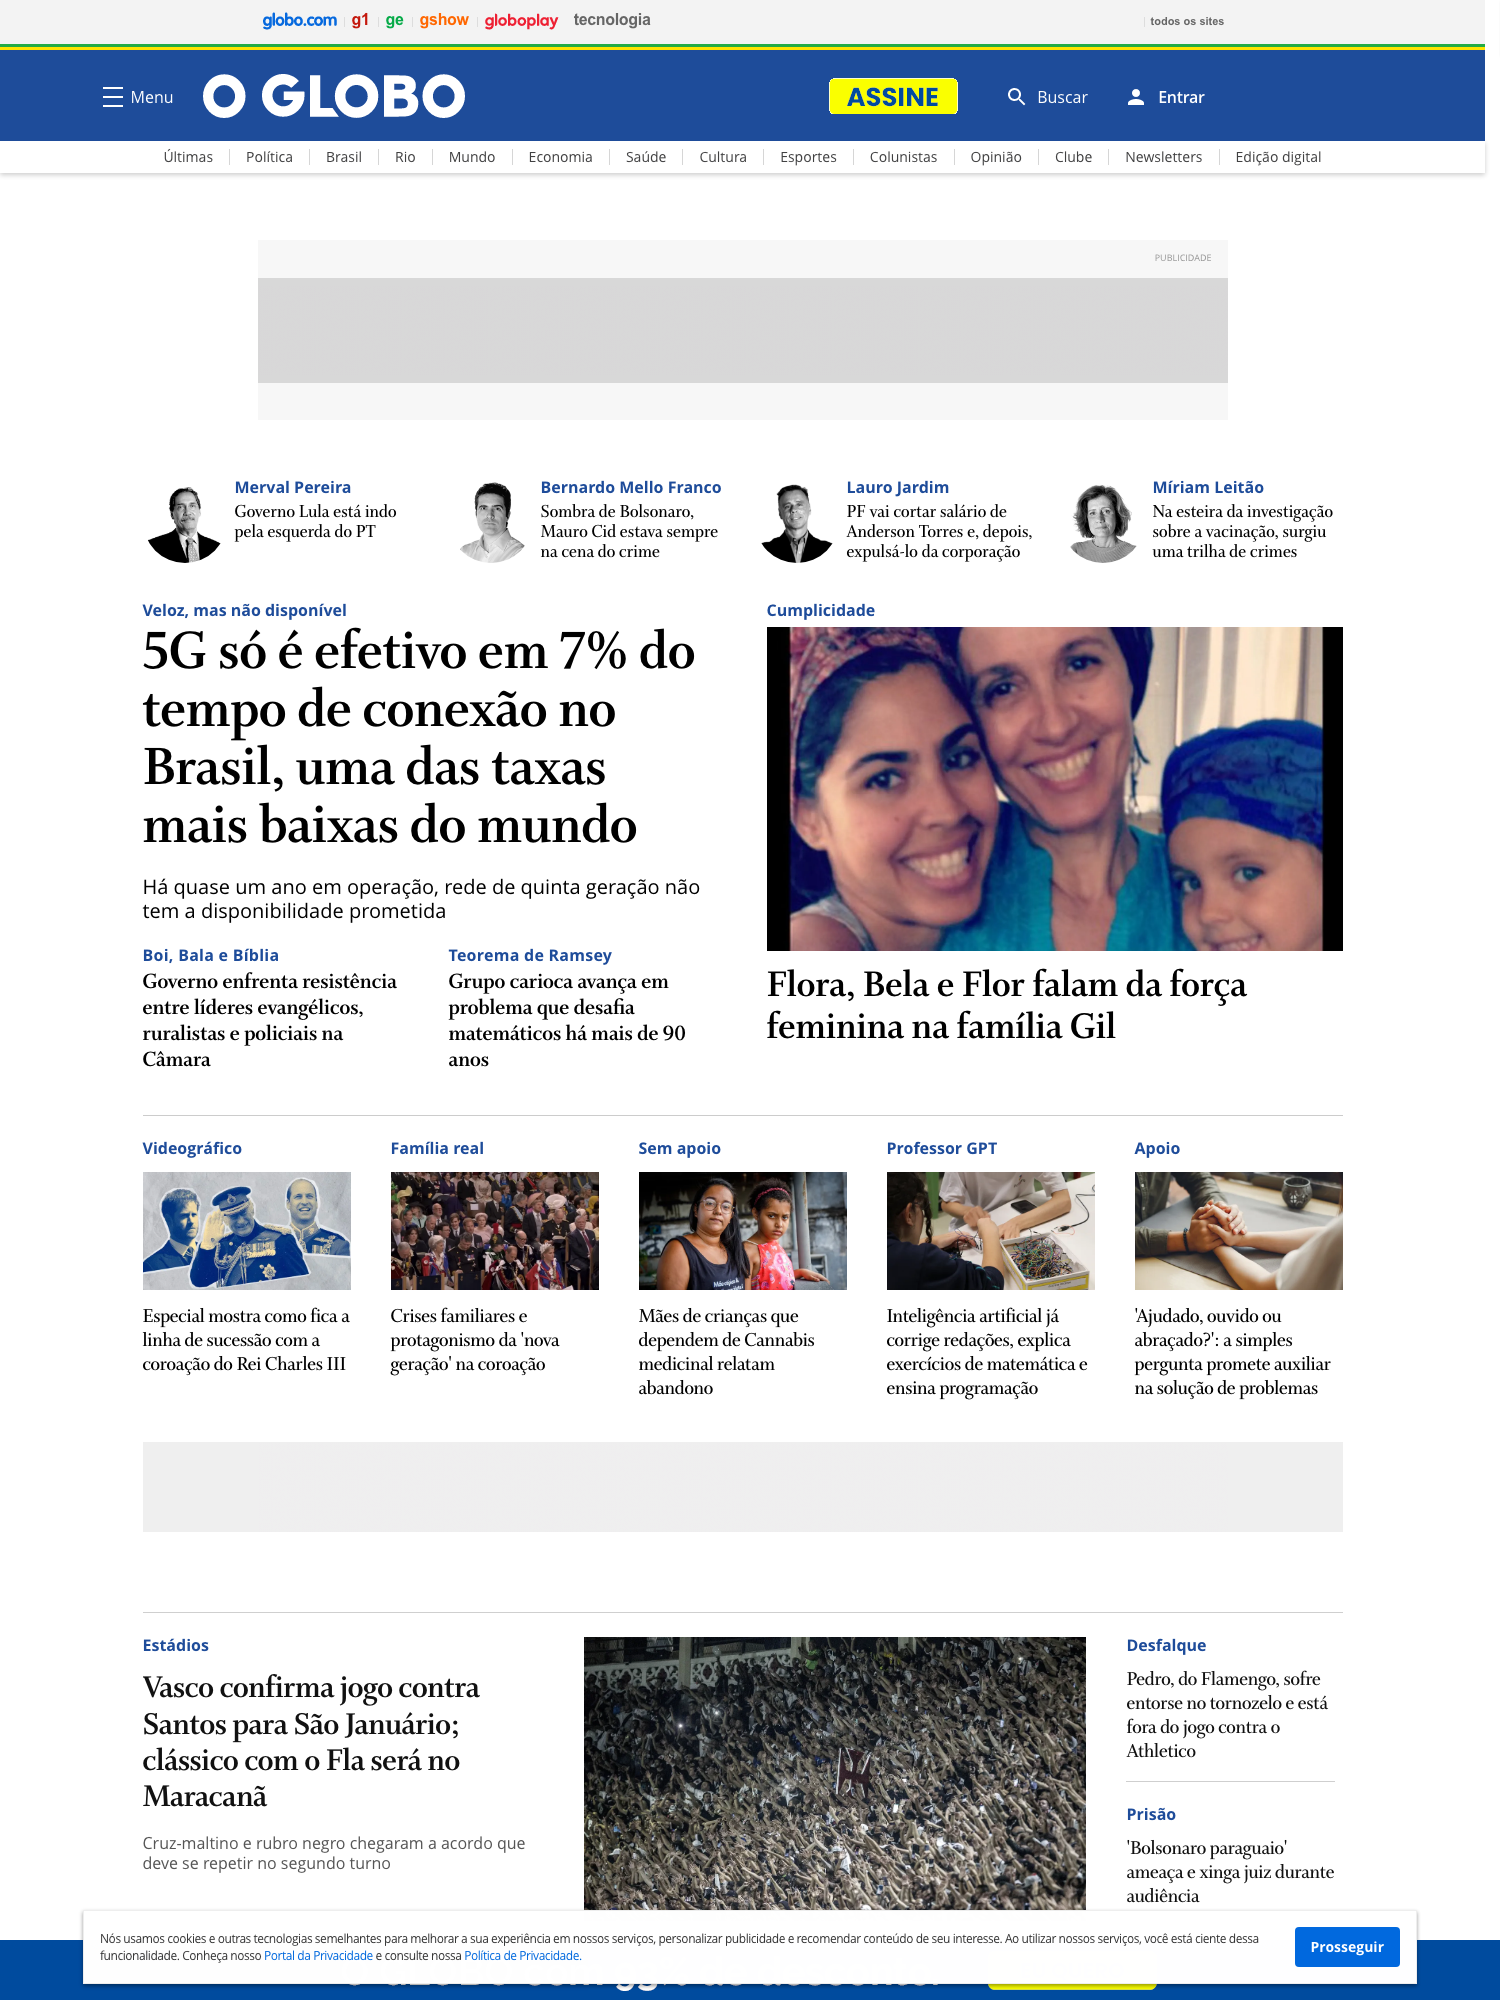 globo.com g1 ge gshow globoplay tecnologia todos os sites
Menu O GLOBO ASSINE Buscar Entrar
Últimas Política Brasil Rio Mundo Economia Saúde Cultura Esportes Colunistas Opinião Clube Newsletters Edição digital
PUBLICIDADE
Merval Pereira
Governo Lula está indo
pela esquerda do PT
Bernardo Mello Franco
Sombra de Bolsonaro,
Mauro Cid estava sempre
na cena do crime
Lauro Jardim
PF vai cortar salário de
Anderson Torres e, depois,
expulsá-lo da corporação
Míriam Leitão
Na esteira da investigação
sobre a vacinação, surgiu
uma trilha de crimes
Veloz, mas não disponível
5G só é efetivo em 7% do
tempo de conexão no
Brasil, uma das taxas
mais baixas do mundo
Há quase um ano em operação, rede de quinta geração não
tem a disponibilidade prometida
Boi, Bala e Bíblia
Governo enfrenta resistência
entre líderes evangélicos,
ruralistas e policiais na
Câmara
Teorema de Ramsey
Grupo carioca avança em
problema que desafia
matemáticos há mais de 90
anos
Cumplicidade
Flora, Bela e Flor falam da força
feminina na família Gil
Videográfico
Especial mostra como fica a
linha de sucessão com a
coroação do Rei Charles III
Família real
Crises familiares e
protagonismo da 'nova
geração' na coroação
Sem apoio
Mães de crianças que
dependem de Cannabis
medicinal relatam
abandono
Professor GPT
Inteligência artificial já
corrige redações, explica
exercícios de matemática e
ensina programação
Apoio
'Ajudado, ouvido ou
abraçado?': a simples
pergunta promete auxiliar
na solução de problemas
Estádios
Vasco confirma jogo contra
Santos para São Januário;
clássico com o Fla será no
Maracanã
Cruz-maltino e rubro negro chegaram a acordo que
deve se repetir no segundo turno
Desfalque
Pedro, do Flamengo, sofre
entorse no tornozelo e está
fora do jogo contra o
Athletico
Prisão
'Bolsonaro paraguaio'
ameaça e xinga juiz durante
audiência
Nós usamos cookies e outras tecnologias semelhantes para melhorar a sua experiência em nossos serviços, personalizar publicidade e recomendar conteúdo de seu interesse. Ao utilizar nossos serviços, você está ciente dessa
funcionalidade. Conheça nosso Portal da Privacidade e consulte nossa Política de Privacidade.
Prosseguir